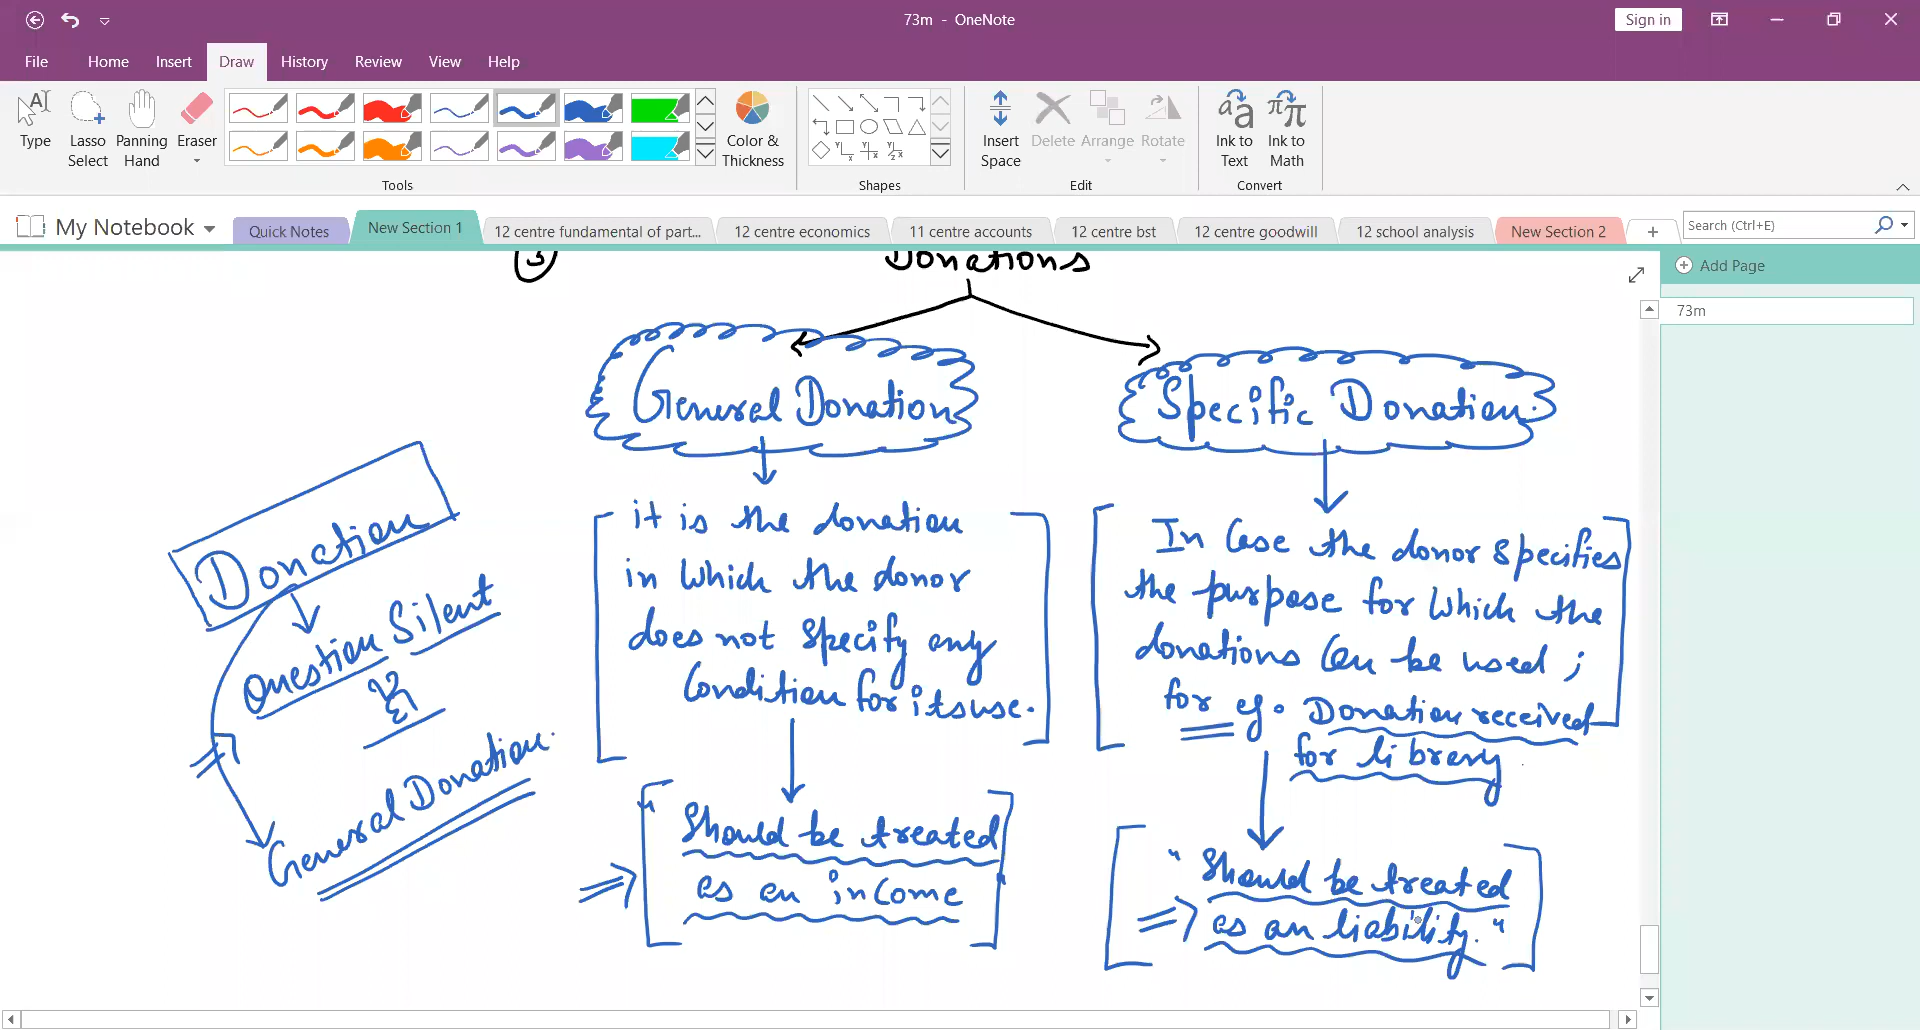 73m - OneNote
Sign in
File Home Insert Draw History Review View Help
Type
Lasso Select
Panning Hand
Eraser
Color & Thickness
Insert Space
Delete
Arrange
Rotate
Ink to Text
Ink to Math
Tools
Shapes
Edit
Convert
My Notebook
Quick Notes
New Section 1
12 centre fundamental of part...
12 centre economics
11 centre accounts
12 centre bst
12 centre goodwill
12 school analysis
New Section 2
Search (Ctrl+E)
Add Page
73m
③ Donations
General Donation
it is the donation
in which the donor
does not specify any
Condition for its use.
"Should be treated
as an income"
Specific Donation.
In Case the donor specifies
the purpose for which the
donations can be used;
for eg. Donation received
for library
"Should be treated
as an liability."
Donation
Question Silent
General Donation.